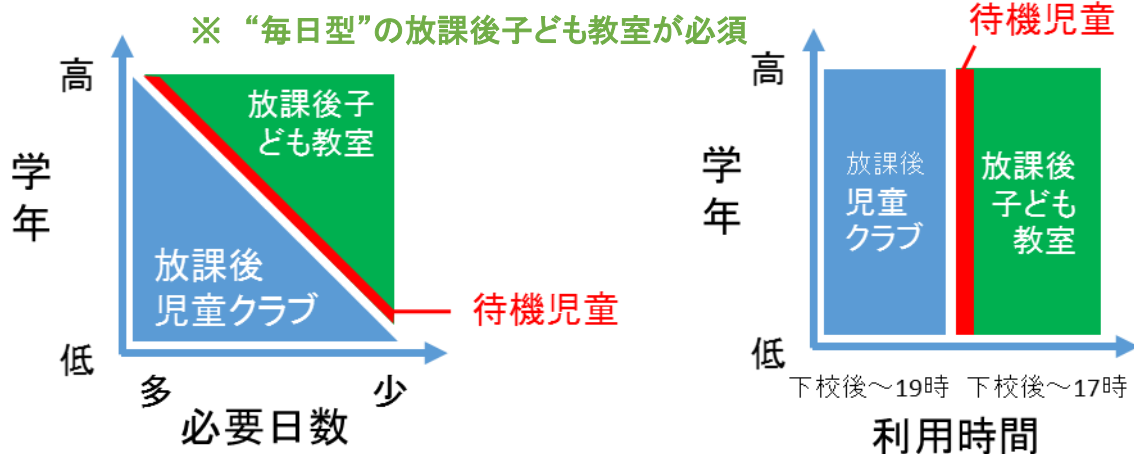 ※ “毎日型”の放課後子ども教室が必須
高
学
年
低
放課後子
ども教室
放課後
児童クラブ
待機児童
多
少
必要日数
待機児童
高
学
年
低
放課後
児童
クラブ
放課後
子ども
教室
下校後～19時
下校後～17時
利用時間